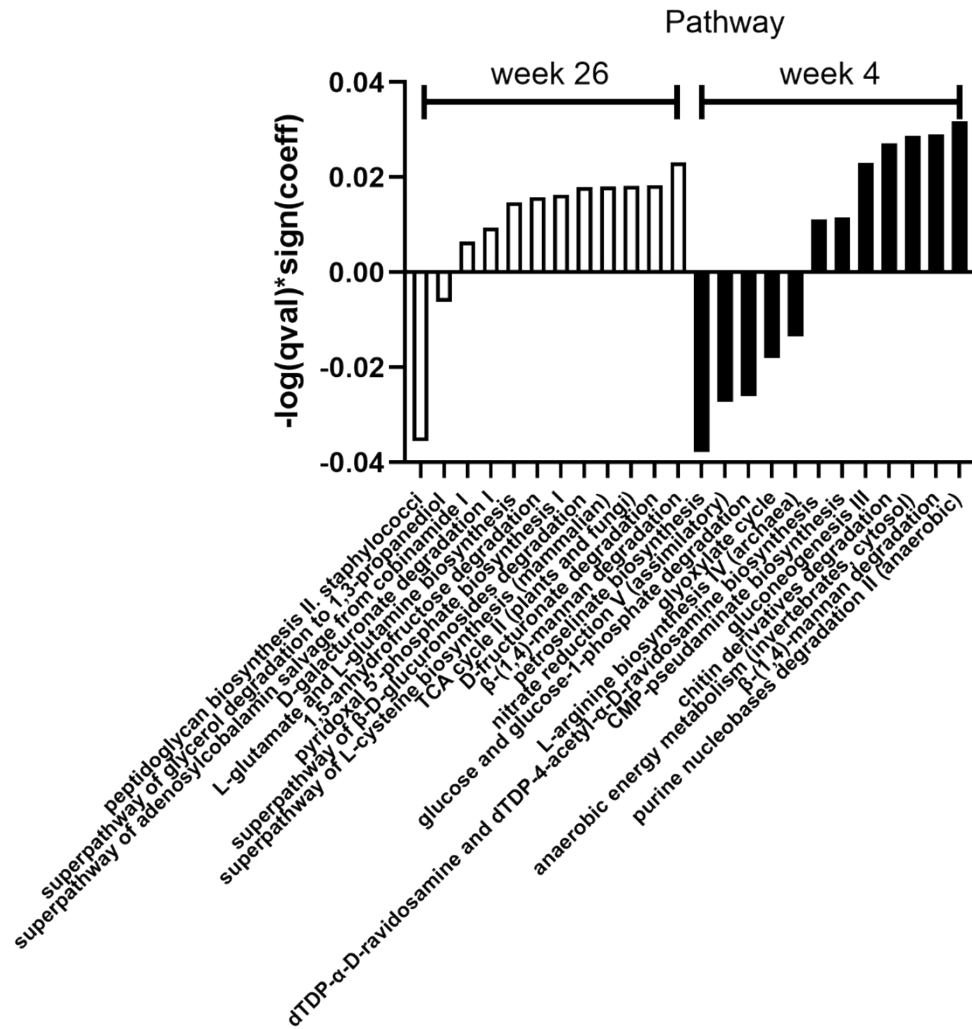 Pathway
week 26
week 4
0.04
0.02
0.00
-0.02
-0.04
-log(qval)*sign(coeff)
peptidoglycan biosynthesis II. staphylococci
superpathway of glycerol degradation to 1,3-propanediol
superpathway of adenosylcobalamin salvage from cobinamide I
D-galacturonate degradation I
L-glutamate and L-glutamine biosynthesis
1,5-anhydrofructose degradation
pyridoxal 5-phosphate biosynthesis I
superpathway of β-D-glucuronosides degradation
superpathway of L-cysteine biosynthesis (mammalian)
TCA cycle II (plants and fungi)
D-fructuronate degradation
β-(1,4)-mannan degradation
petroselinate biosynthesis
nitrate reduction V (assimilatory)
glucose and glucose-1-phosphate degradation
glyoxylate cycle
L-arginine biosynthesis IV (archaea)
dTDP-α-D-ravidosamine and dTDP-4-acetyl-α-D-ravidosamine biosynthesis
CMP-pseudaminate biosynthesis
gluconeogenesis III
chitin derivatives degradation
anaerobic energy metabolism (invertebrates, cytosol)
β-(1,4)-mannan degradation
purine nucleobases degradation II (anaerobic)